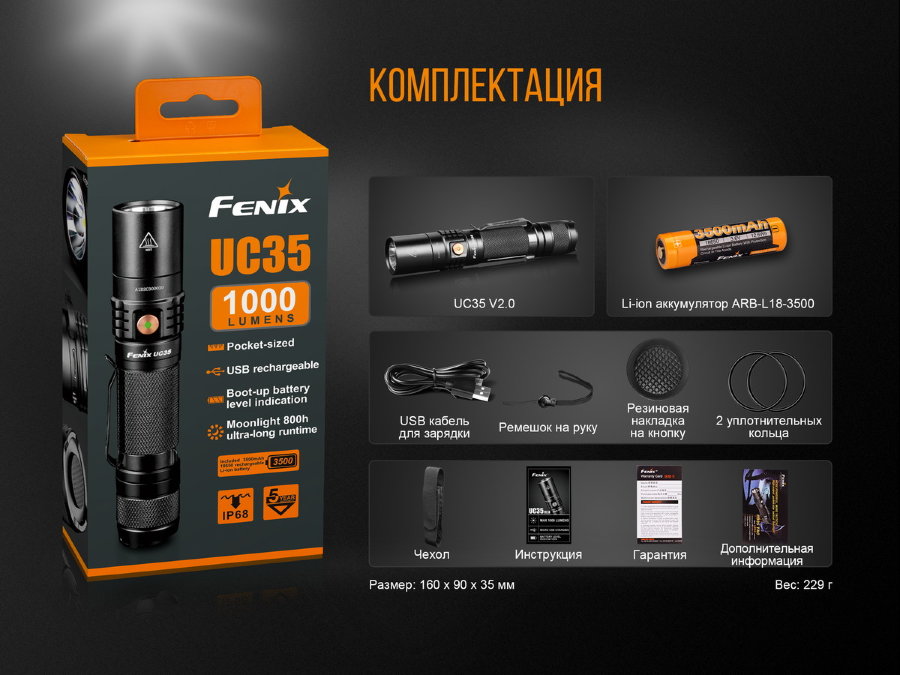 КОМПЛЕКТАЦИЯ
FENIX
UC35
1000
LUMENS
Pocket-sized
USB rechargeable
Boot-up battery
level indication
Moonlight 800h
ultra-long runtime
3500
IP68
5 YEAR
FENIX UC35
3500mAh
FENIX
UC35 V2.0
Li-ion аккумулятор ARB-L18-3500
USB кабель
для зарядки
Ремешок на руку
Резиновая
накладка
на кнопку
2 уплотнительных
кольца
FENIX
UC35
Чехол
Инструкция
Гарантия
Дополнительная
информация
Размер: 160 x 90 x 35 мм
Вес: 229 г